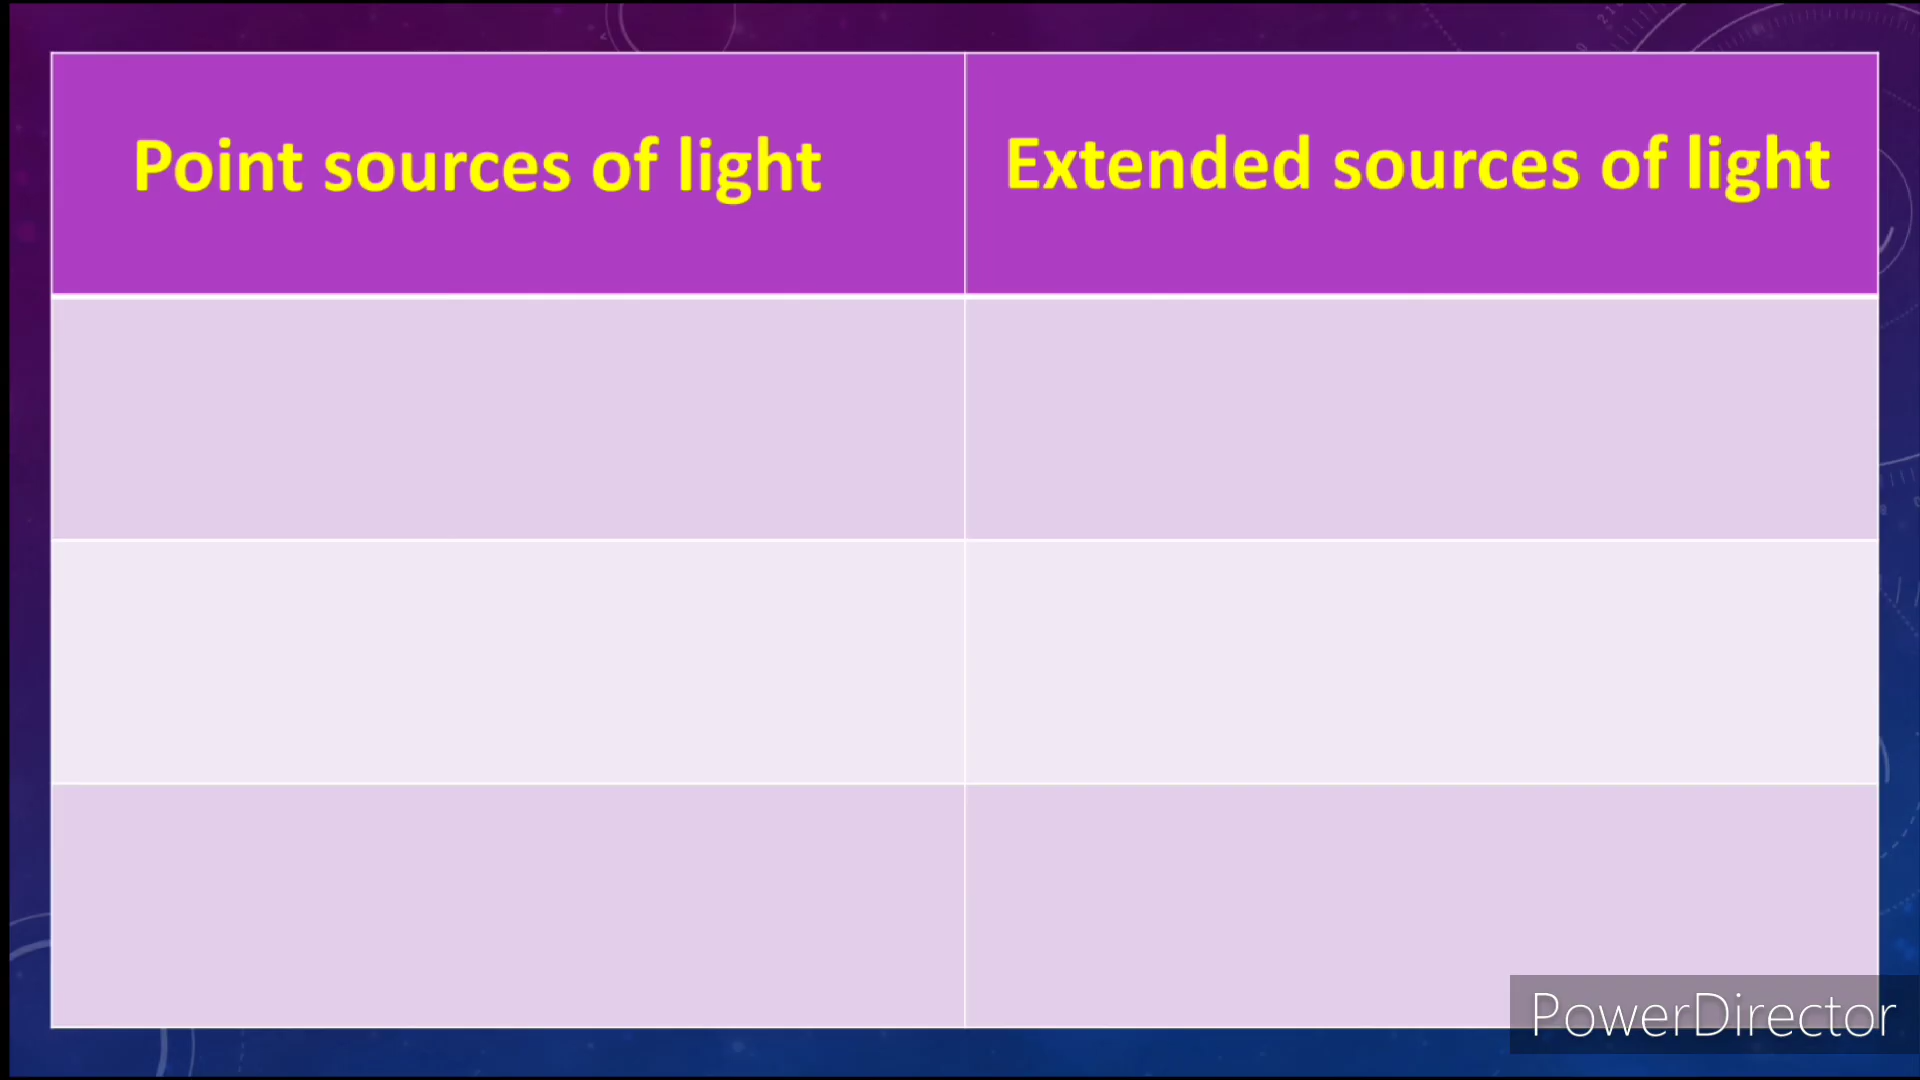 Point sources of light
Extended sources of light
PowerDirector